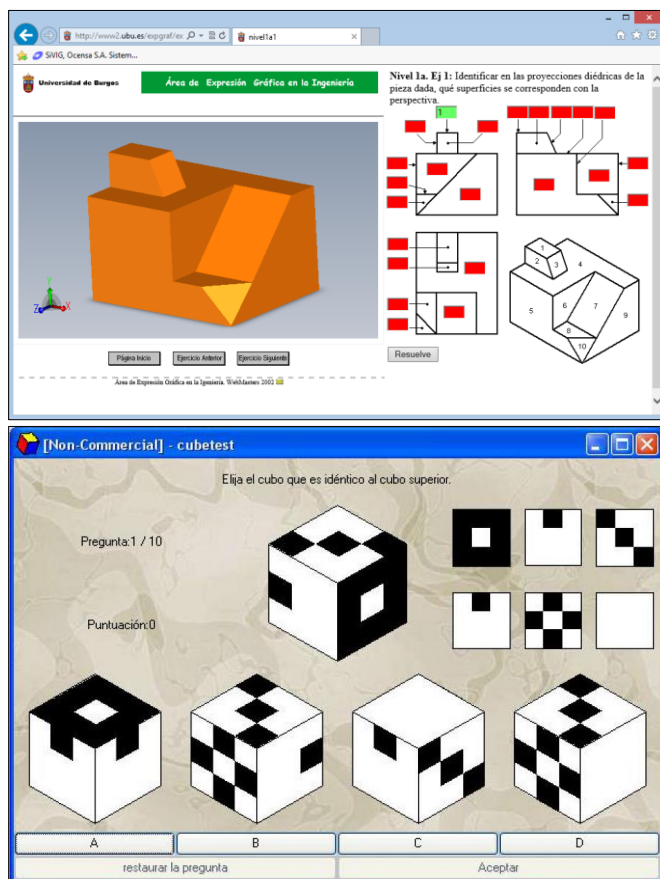 http://www2.ubu.es/expgraf/ex
nivel1a1
SIVIG, Ocensa S.A. Sistem...
Universidad de Burgos
Área de Expresión Gráfica en la Ingeniería
Nivel 1a. Ej 1: Identificar en las proyecciones diédricas de la
pieza dada, qué superficies se corresponden con la
perspectiva.
1
1
2
3
4
5
6
7
8
9
10
Y
Z
X
Resuelve
Página Inicio
Ejercicio Anterior
Ejercicio Siguiente
Área de Expresión Gráfica en la Igeniería. WebMasters 2002
[Non-Commercial] - cubetest
Elija el cubo que es idéntico al cubo superior.
Pregunta:1 / 10
Puntuación:0
A
B
C
D
restaurar la pregunta
Aceptar